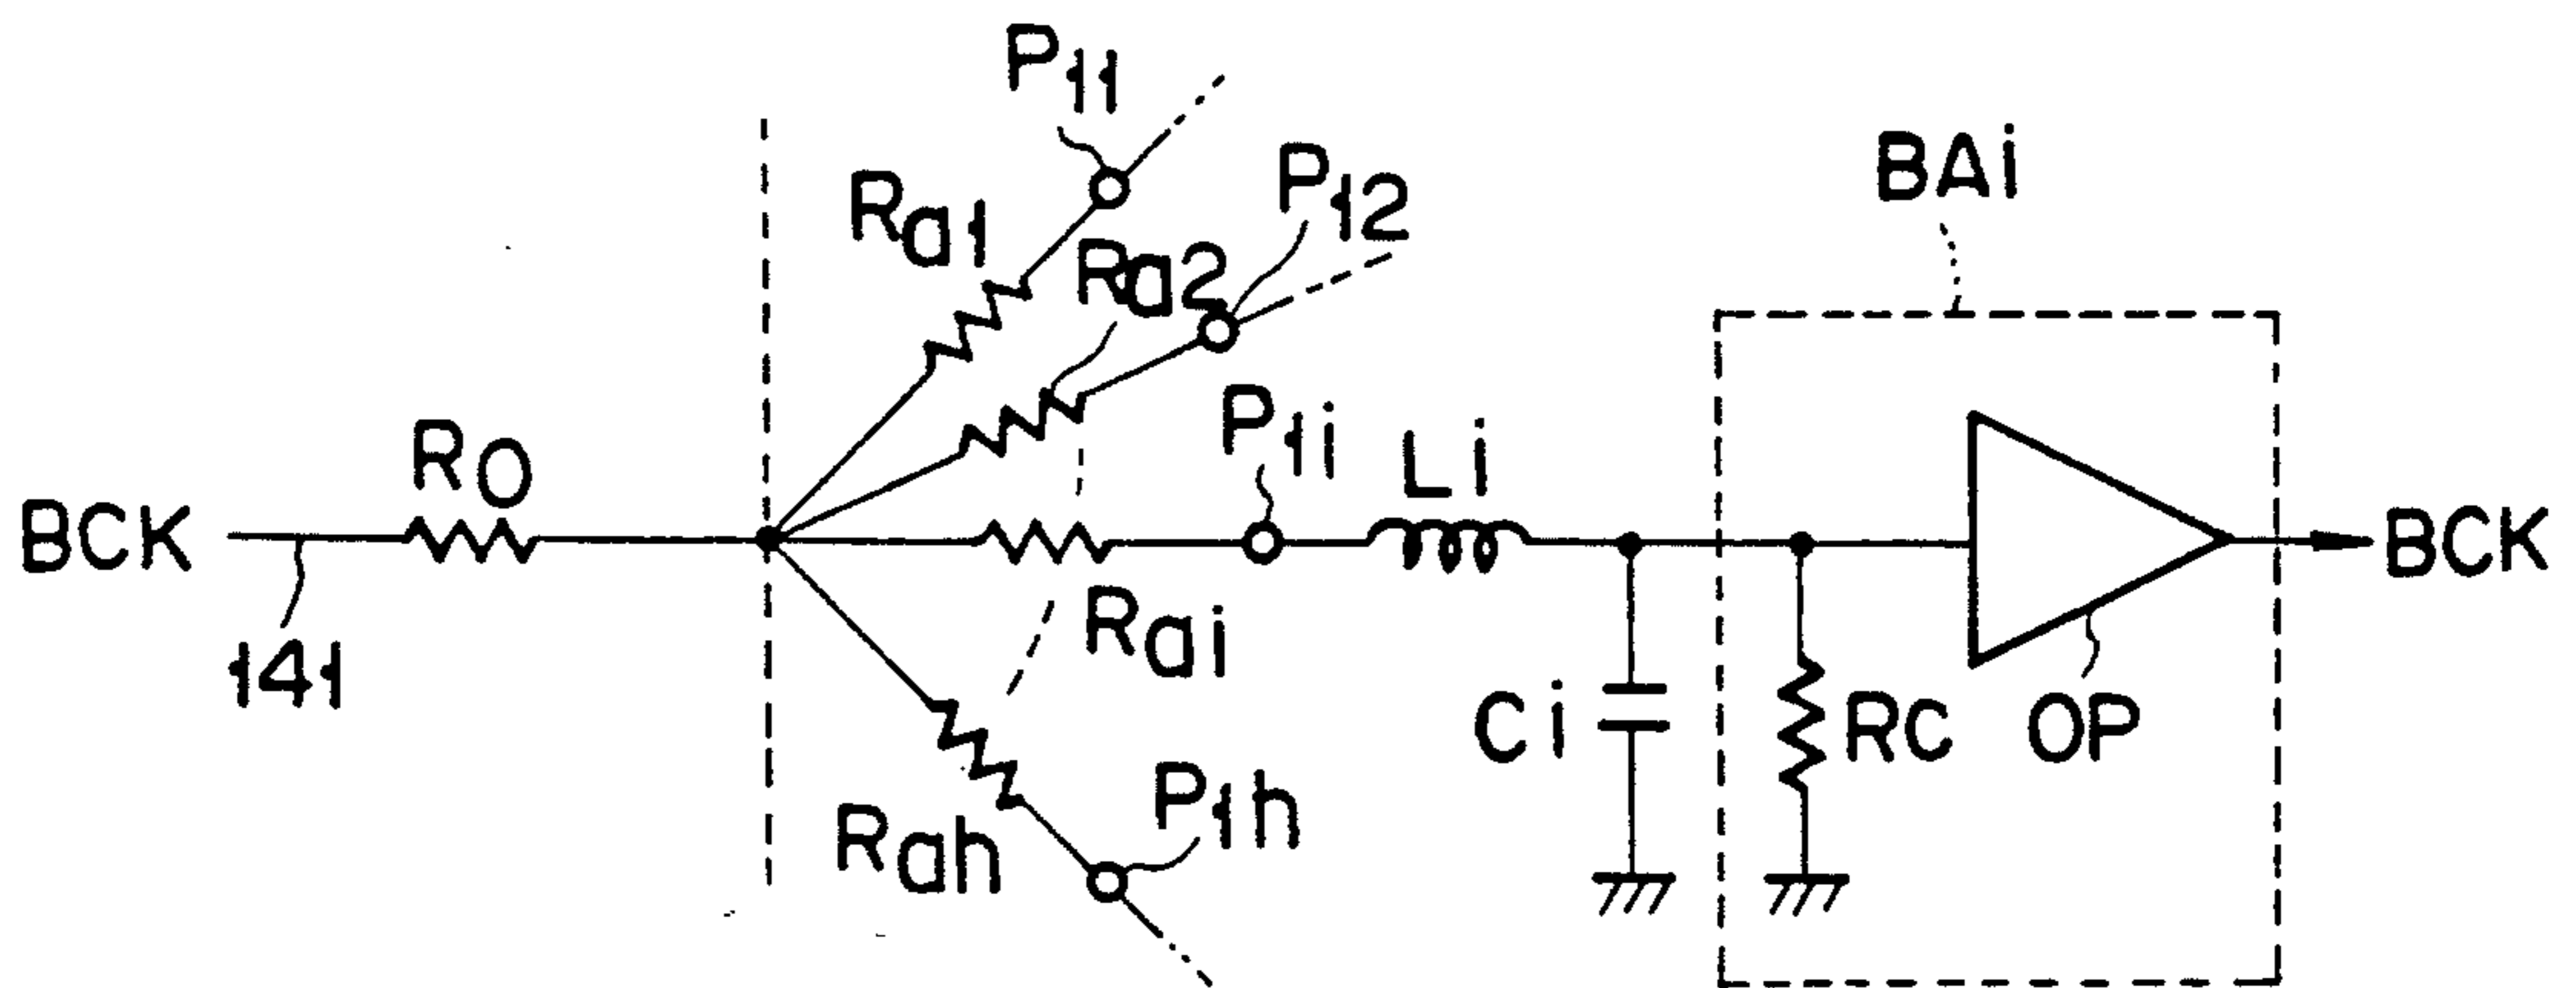 P11
Ra1
P12
Ra2
BAi
R0
P1i
Li
BCK
BCK
141
Rai
Ci
RC
OP
Rah
P1h